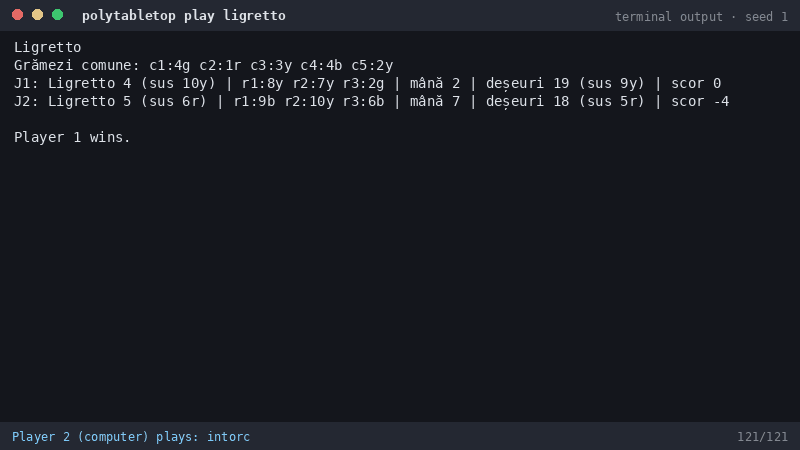 polytabletop play ligretto
terminal output · seed 1
Ligretto
Grămezi comune: c1:4g c2:1r c3:3y c4:4b c5:2y
J1: Ligretto 4 (sus 10y) | r1:8y r2:7y r3:2g | mână 2 | deșeuri 19 (sus 9y) | scor 0
J2: Ligretto 5 (sus 6r) | r1:9b r2:10y r3:6b | mână 7 | deșeuri 18 (sus 5r) | scor -4
Player 1 wins.
Player 2 (computer) plays: intorc
121/121